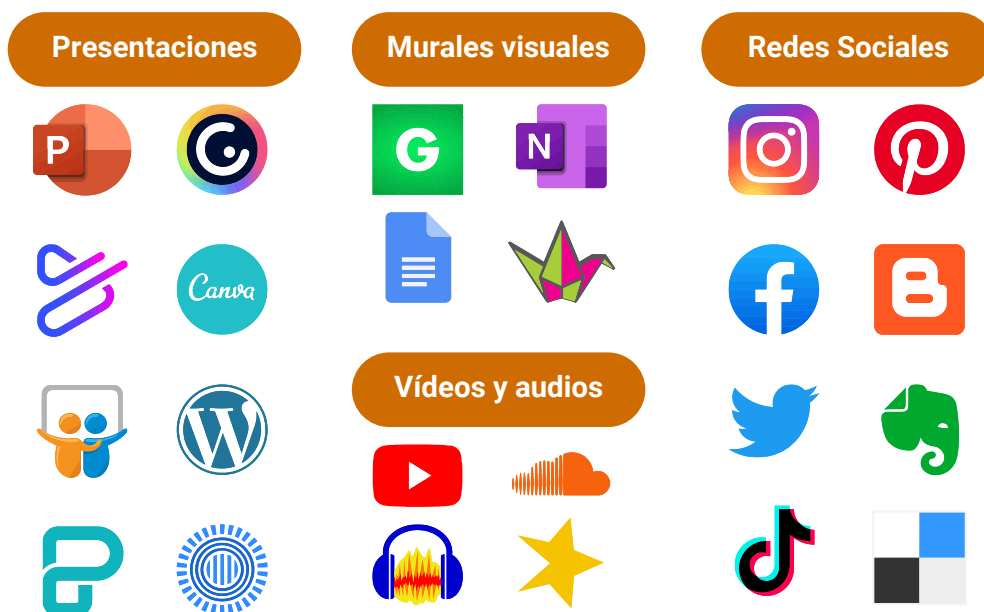 Presentaciones
Murales visuales
Redes Sociales
P
G
N
Canva
Vídeos y audios
W